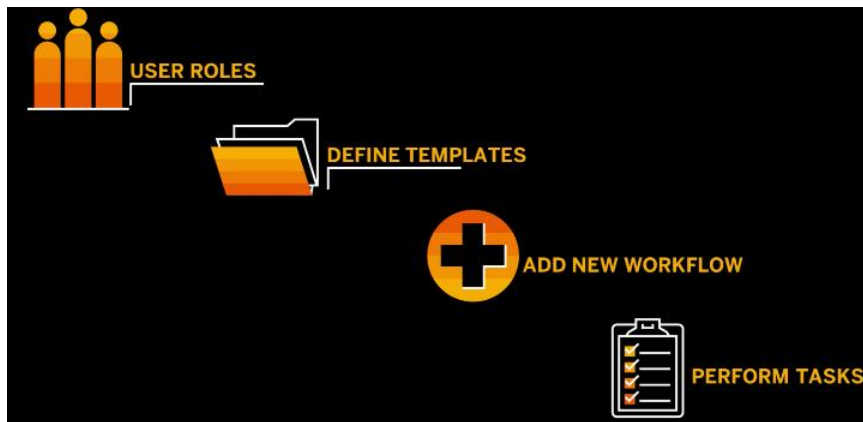 USER ROLES
DEFINE TEMPLATES
ADD NEW WORKFLOW
PERFORM TASKS